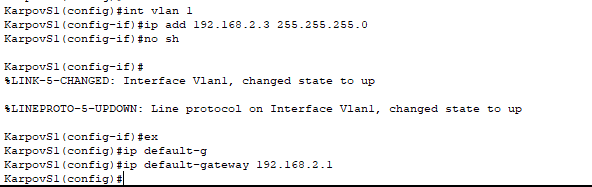 KarpovS1(config)#int vlan 1
KarpovS1(config-if)#ip add 192.168.2.3 255.255.255.0
KarpovS1(config-if)#no sh
KarpovS1(config-if)#
%LINK-5-CHANGED: Interface Vlan1, changed state to up
%LINEPROTO-5-UPDOWN: Line protocol on Interface Vlan1, changed state to up
KarpovS1(config-if)#ex
KarpovS1(config)#ip default-g
KarpovS1(config)#ip default-gateway 192.168.2.1
KarpovS1(config)#